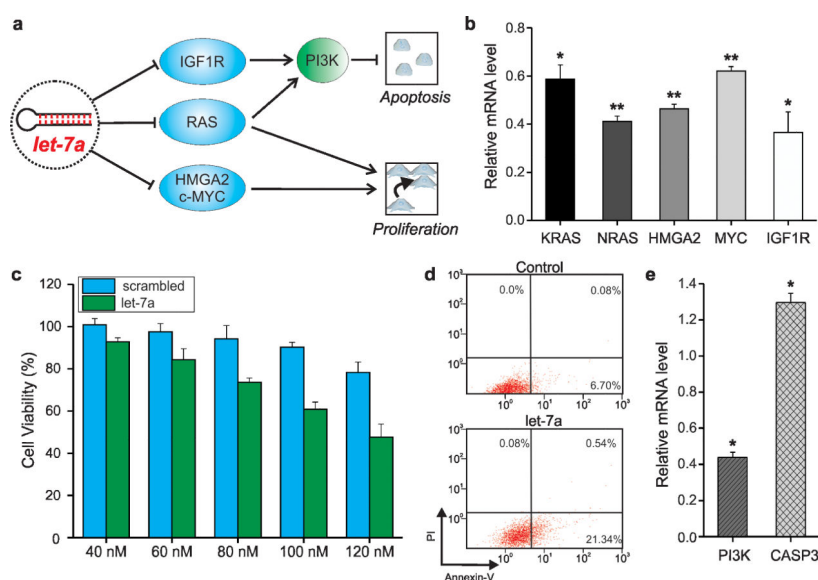 a
IGF1R
PI3K
Apoptosis
let-7a
RAS
HMGA2
c-MYC
Proliferation
b
Relative mRNA level
0.8
0.6
0.4
0.2
0.0
*
**
**
**
*
KRAS NRAS HMGA2 MYC IGF1R
c
scrambled
let-7a
Cell Viability (%)
120
100
80
60
40
20
0
40 nM 60 nM 80 nM 100 nM 120 nM
d
Control
10³
10²
10¹
10⁰
0.0% 0.08%
6.70%
10⁰ 10¹ 10² 10³
let-7a
10³
10²
10¹
10⁰
0.08% 0.54%
21.34%
10⁰ 10¹ 10² 10³
PI
Annexin-V
e
Relative mRNA level
1.4
1.2
1.0
0.8
0.6
0.4
0.2
0.0
*
*
PI3K CASP3